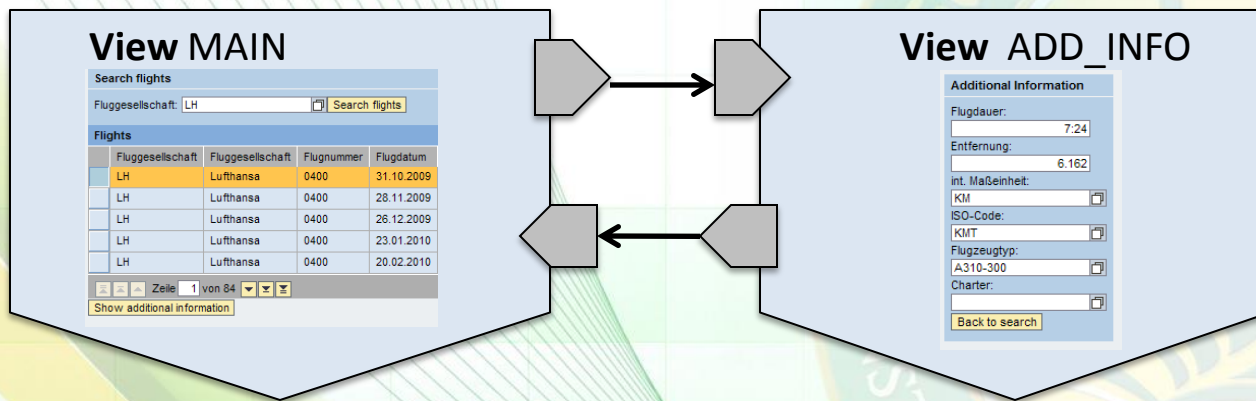 View MAIN
Search flights
Fluggesellschaft: LH Search flights
Flights
Fluggesellschaft Fluggesellschaft Flugnummer Flugdatum
LH Lufthansa 0400 31.10.2009
LH Lufthansa 0400 28.11.2009
LH Lufthansa 0400 26.12.2009
LH Lufthansa 0400 23.01.2010
LH Lufthansa 0400 20.02.2010
Zeile 1 von 84
Show additional information
View ADD_INFO
Additional Information
Flugdauer:
7:24
Entfernung:
6.162
int. Maßeinheit:
KM
ISO-Code:
KMT
Flugzeugtyp:
A310-300
Charter:
Back to search